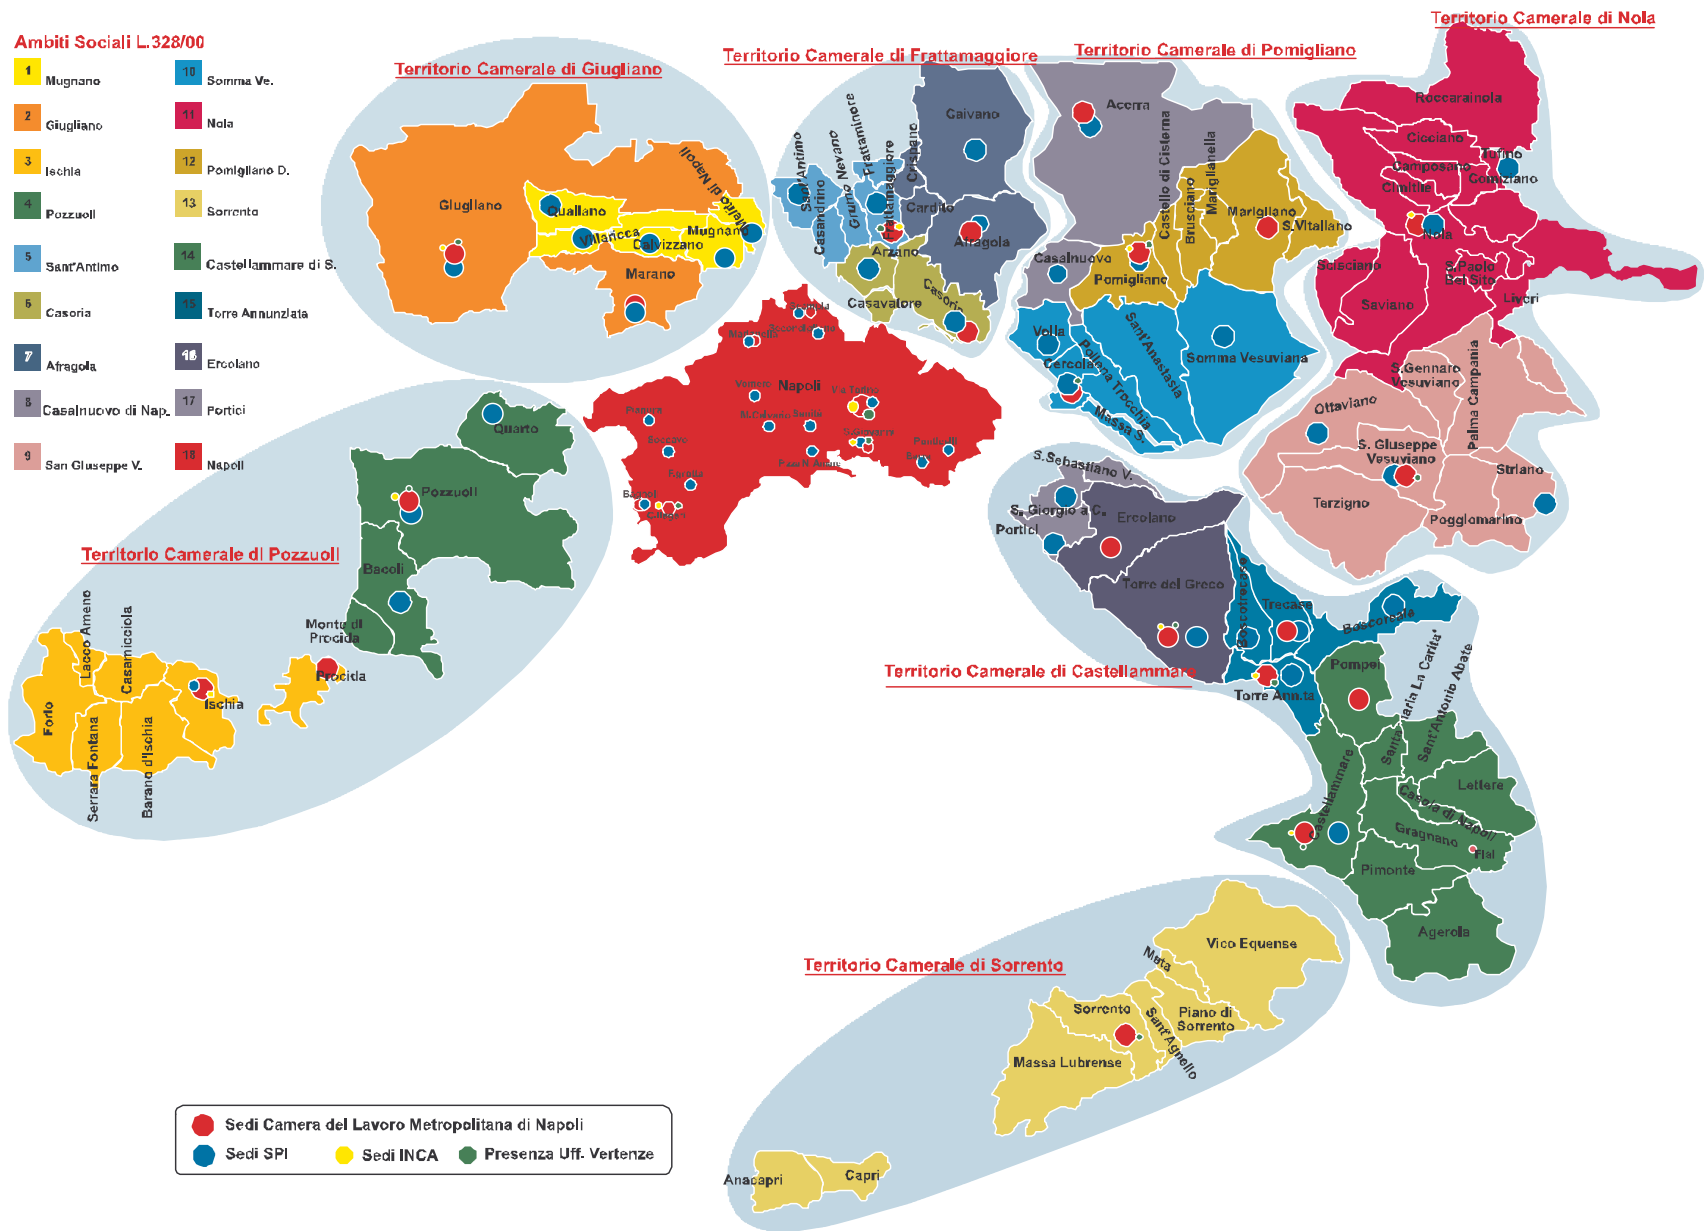 Territorio Camerale di Nola
Ambiti Sociali L.328/00
Territorio Camerale di Frattamaggiore
Territorio Camerale di Pomigliano
Territorio Camerale di Giugliano
1 Mugnano
2 Giugliano
3 Ischia
4 Pozzuoli
5 Sant'Antimo
6 Casoria
7 Afragola
8 Casalnuovo di Nap.
9 San Giuseppe V.
10 Somma Ve.
11 Nola
12 Pomigliano D.
13 Sorrento
14 Castellammare di S.
15 Torre Annunziata
16 Ercolano
17 Portici
18 Napoli
Giugliano
Melito di Napoli
Qualiano
Villaricca
Calvizzano
Mugnano
Marano
Sant'Antimo
Casandrino
Grumo Nevano
Frattaminore
Frattamaggiore
Crispano
Caivano
Cardito
Afragola
Arzano
Casavatore
Casoria
Acerra
Castello di Cisterna
Brusciano
Mariglianella
Marigliano
S.Vitaliano
Casalnuovo
Pomigliano
Volla
Cercola
Pollena Trocchia
Massa S.
Sant'Anastasia
Somma Vesuviana
Roccarainola
Cicciano
Camposano
Cimitile
Tufino
Comiziano
Nola
Scisciano
S.Paolo
Bel Sito
Saviano
Liveri
S.Gennaro
Vesuviano
Palma Campania
Ottaviano
S. Giuseppe
Vesuviano
Striano
Terzigno
Poggiomarino
Scampia
Secondigliano
Napoli
Vomero
Via Torino
Pianura
Soccavo
S.Giovanni
Barra
Bagnoli
Territorio Camerale di Pozzuoli
Quarto
Pozzuoli
Bacoli
Monte di
Procida
Procida
Lacco Ameno
Casamicciola
Ischia
Forio
Serrara Fontana
Barano d'Ischia
S.Sebastiano V.
S. Giorgio a C.
Portici
Ercolano
Torre del Greco
Territorio Camerale di Castellammare
Boscotrecase
Trecase
Boscoreale
Torre Ann.ta
Pompei
Santa maria La Carita'
Sant'Antonio Abate
Castellammare
Lettere
Casola di Napoli
Gragnano
Fiat
Pimonte
Agerola
Territorio Camerale di Sorrento
Vico Equense
Meta
Sorrento
Sant'Agnello
Piano di
Sorrento
Massa Lubrense
Anacapri
Capri
Sedi Camera del Lavoro Metropolitana di Napoli
Sedi SPI
Sedi INCA
Presenza Uff. Vertenze